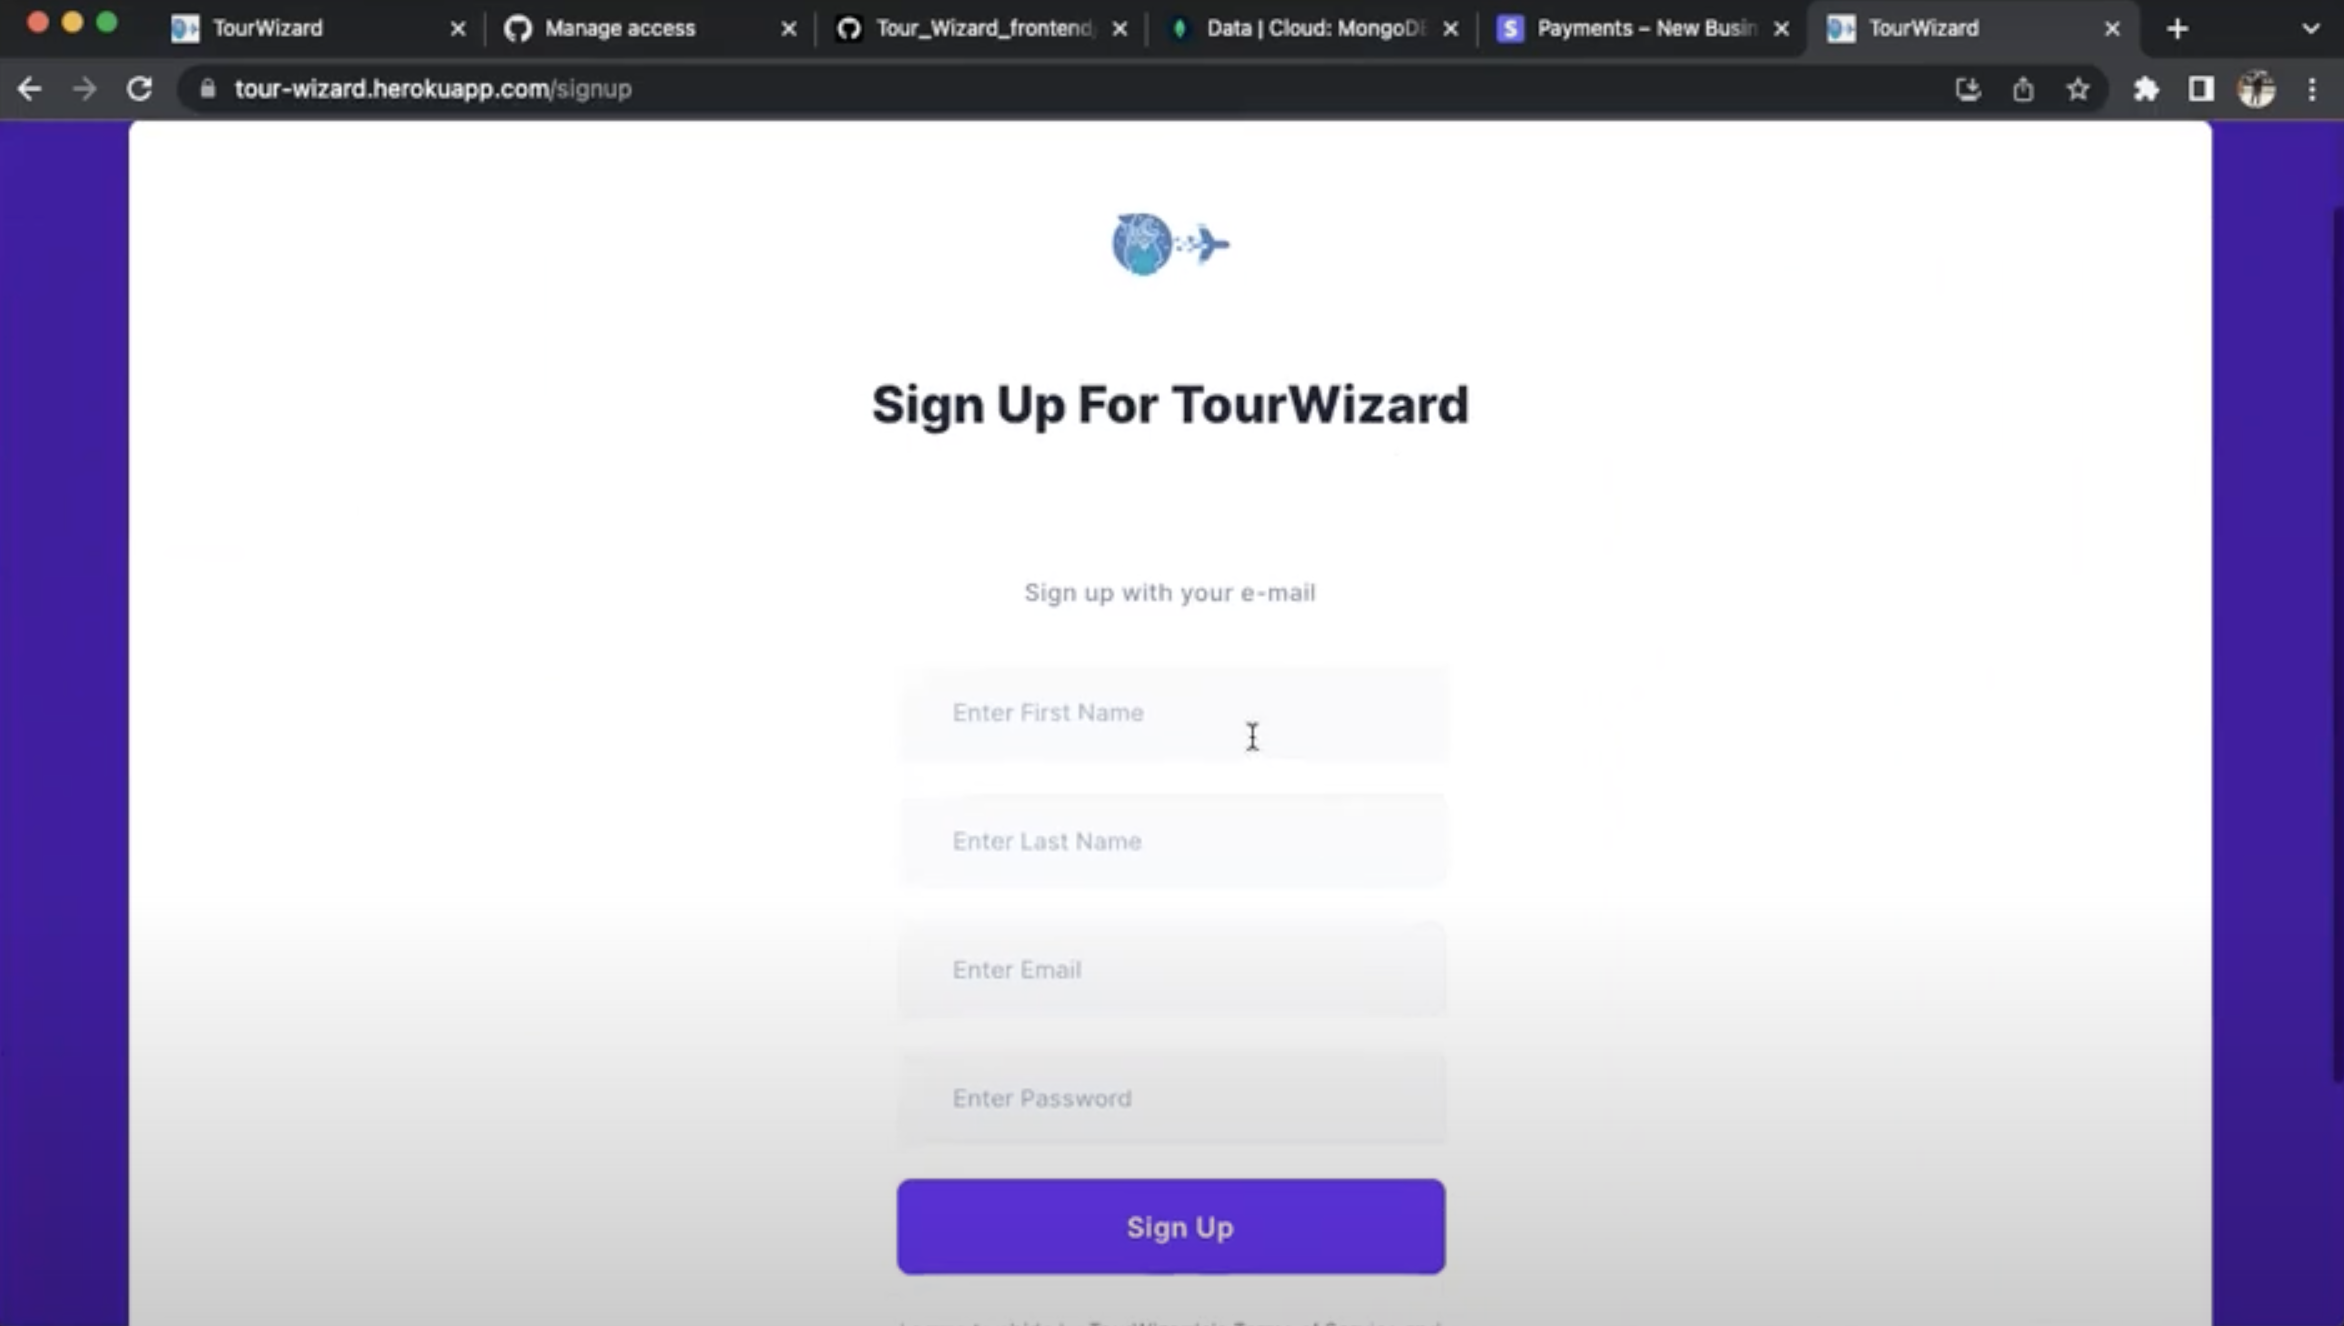 TourWizard
Manage access
Tour_Wizard_frontend
Data | Cloud: MongoDB
Payments – New Busin
TourWizard
tour-wizard.herokuapp.com/signup
Sign Up For TourWizard
Sign up with your e-mail
Enter First Name
Enter Last Name
Enter Email
Enter Password
Sign Up